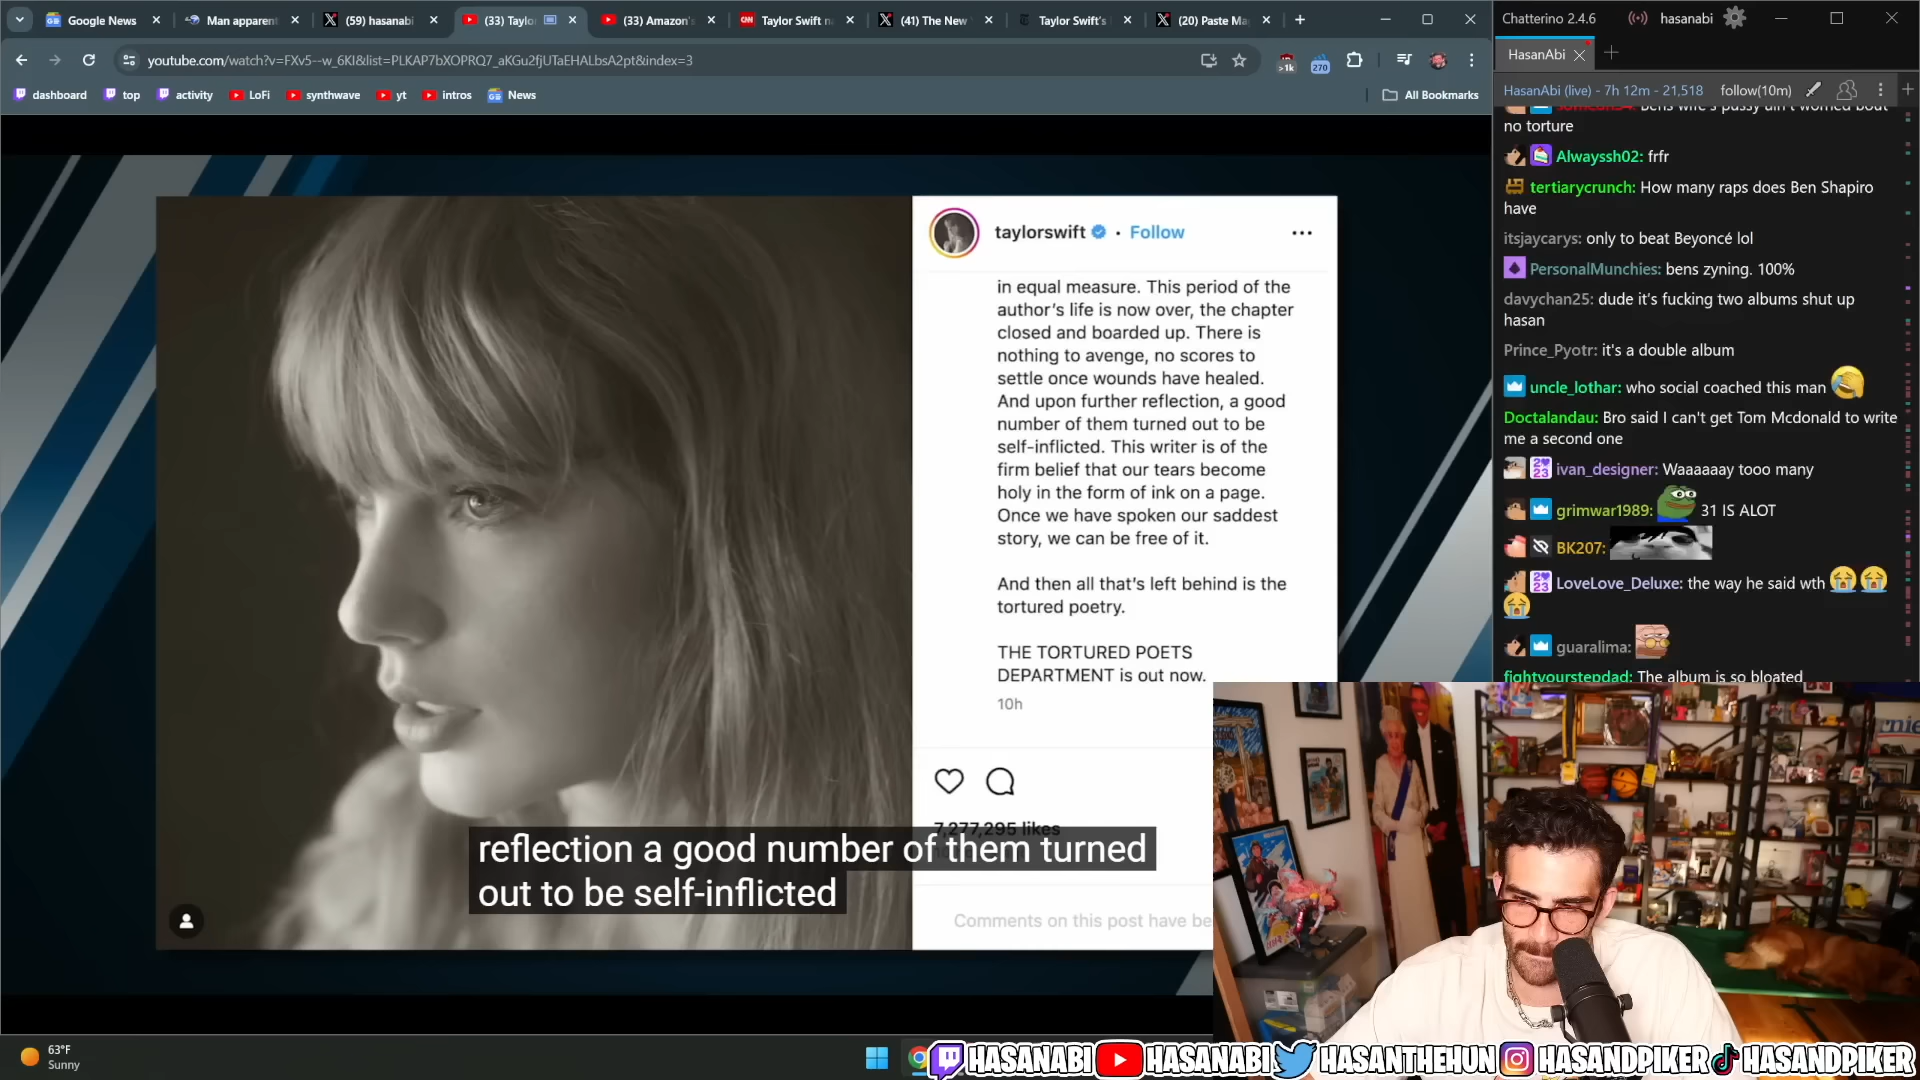 Google News
Man apparent
(59) hasanabi
(33) Taylo
(33) Amazon's
Taylor Swift n
(41) The New
Taylor Swift's
(20) Paste Ma
youtube.com/watch?v=FXv5--w_6KI&list=PLKAP7bXOPRQ7_aKGu2fjUTaEHALbsA2pt&index=3
>1k
270
dashboard
top
activity
LoFi
synthwave
yt
intros
News
All Bookmarks
taylorswift • Follow
in equal measure. This period of the
author's life is now over, the chapter
closed and boarded up. There is
nothing to avenge, no scores to
settle once wounds have healed.
And upon further reflection, a good
number of them turned out to be
self-inflicted. This writer is of the
firm belief that our tears become
holy in the form of ink on a page.
Once we have spoken our saddest
story, we can be free of it.
And then all that's left behind is the
tortured poetry.
THE TORTURED POETS
DEPARTMENT is out now.
10h
7,277,295 likes
Comments on this post have be
reflection a good number of them turned
out to be self-inflicted
Chatterino 2.4.6
hasanabi
HasanAbi
HasanAbi (live) - 7h 12m - 21,518
follow(10m)
no torture
Alwayssh02: frfr
tertiarycrunch: How many raps does Ben Shapiro
have
itsjaycarys: only to beat Beyoncé lol
PersonalMunchies: bens zyning. 100%
davychan25: dude it's fucking two albums shut up
hasan
Prince_Pyotr: it's a double album
uncle_lothar: who social coached this man
Doctalandau: Bro said I can't get Tom Mcdonald to write
me a second one
ivan_designer: Waaaaaay tooo many
grimwar1989: 31 IS ALOT
BK207:
LoveLove_Deluxe: the way he said wth
guaralima:
fightyourstepdad: The album is so bloated
63°F
Sunny
HASANABI
HASANABI
HASANTHEHUN
HASANDPIKER
HASANDPIKER